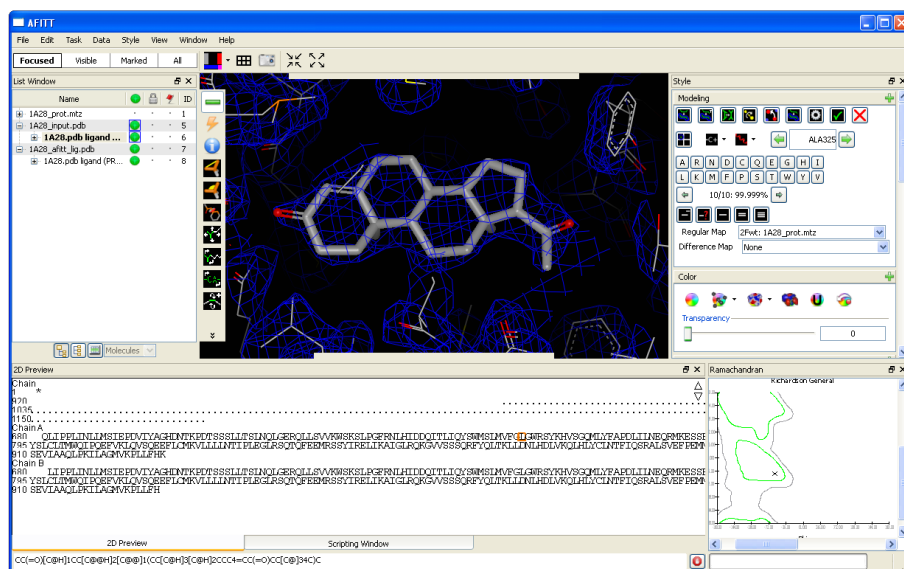 AFITT
File Edit Task Data Style View Window Help
Focused Visible Marked All
List Window
Name ID
1A28_prot.mtz 1
1A28_input.pdb 5
1A28.pdb ligand ... 6
1A28_afitt_lig.pdb 7
1A28.pdb ligand (PR... 8
Molecules
Style
Modeling
ALA325
A R N D C Q E G H I
L K M F P S T W Y V
10/10: 99.999%
Regular Map 2Fwt: 1A28_prot.mtz
Difference Map None
Color
Transparency
0
2D Preview
Chain
1 *
920
1035
1150
Chain A
680 QLIPPLINLLMSIEPDVIYAGHDNTKPDTSSSLLTSLNQLGERQLLSVVKWSKSLPGFRNLHIDDQITLIQYSWMSLMVFGLGWRSYKHVSGQMLYFAPDLILNEQRMKESSF
795 YSLCLTMWQIPQEFVKLQVSQEEFLCMKVLLLLNTIPLEGLRSQTQFEEMRSSYIRELIKAIGLRQKGVVSSSQRFYQLTKLLDNLHDLVKQLHLYCLNTFIQSRALSVEFPEMM
910 SEVIAAQLPKILAGMVKPLLFHK
Chain B
680 LIPPLINLLMSIEPDVIYAGHDNTKPDTSSSLLTSLNQLGERQLLSVVKWSKSLPGFRNLHIDDQITLIQYSWMSLMVFGLGWRSYKHVSGQMLYFAPDLILNEQRMKESSF
795 YSLCLTMWQIPQEFVKLQVSQEEFLCMKVLLLLNTIPLEGLRSQTQFEEMRSSYIRELIKAIGLRQKGVVSSSQRFYQLTKLLDNLHDLVKQLHLYCLNTFIQSRALSVEFPEMM
910 SEVIAAQLPKILAGMVKPLLFH
2D Preview Scripting Window
Ramachandran
Richardson General
CC(=O)[C@H]1CC[C@@H]2[C@@]1(CC[C@H]3[C@H]2CCC4=CC(=O)CC[C@]34C)C